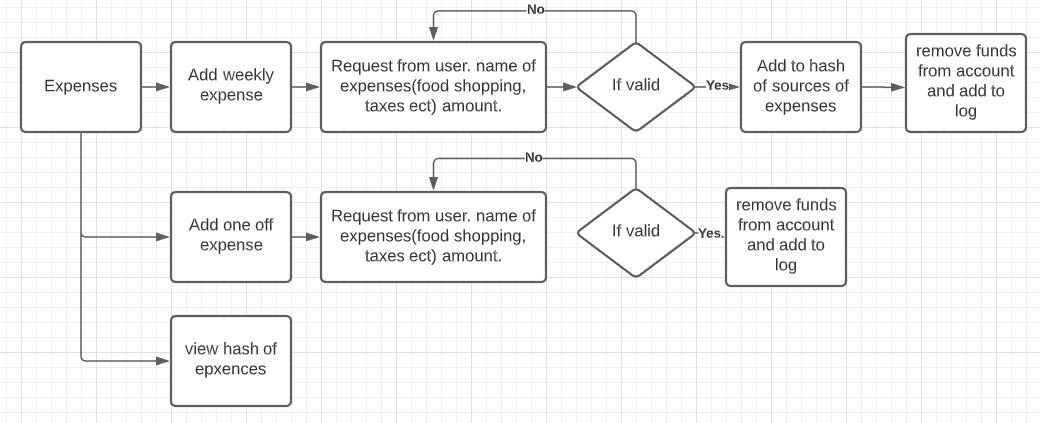 No
Expenses
Add weekly
expense
Request from user. name of
expenses(food shopping,
taxes ect) amount.
If valid
Yes
Add to hash
of sources of
expenses
remove funds
from account
and add to
log
No
Add one off
expense
Request from user. name of
expenses(food shopping,
taxes ect) amount.
If valid
Yes.
remove funds
from account
and add to
log
view hash of
epxences